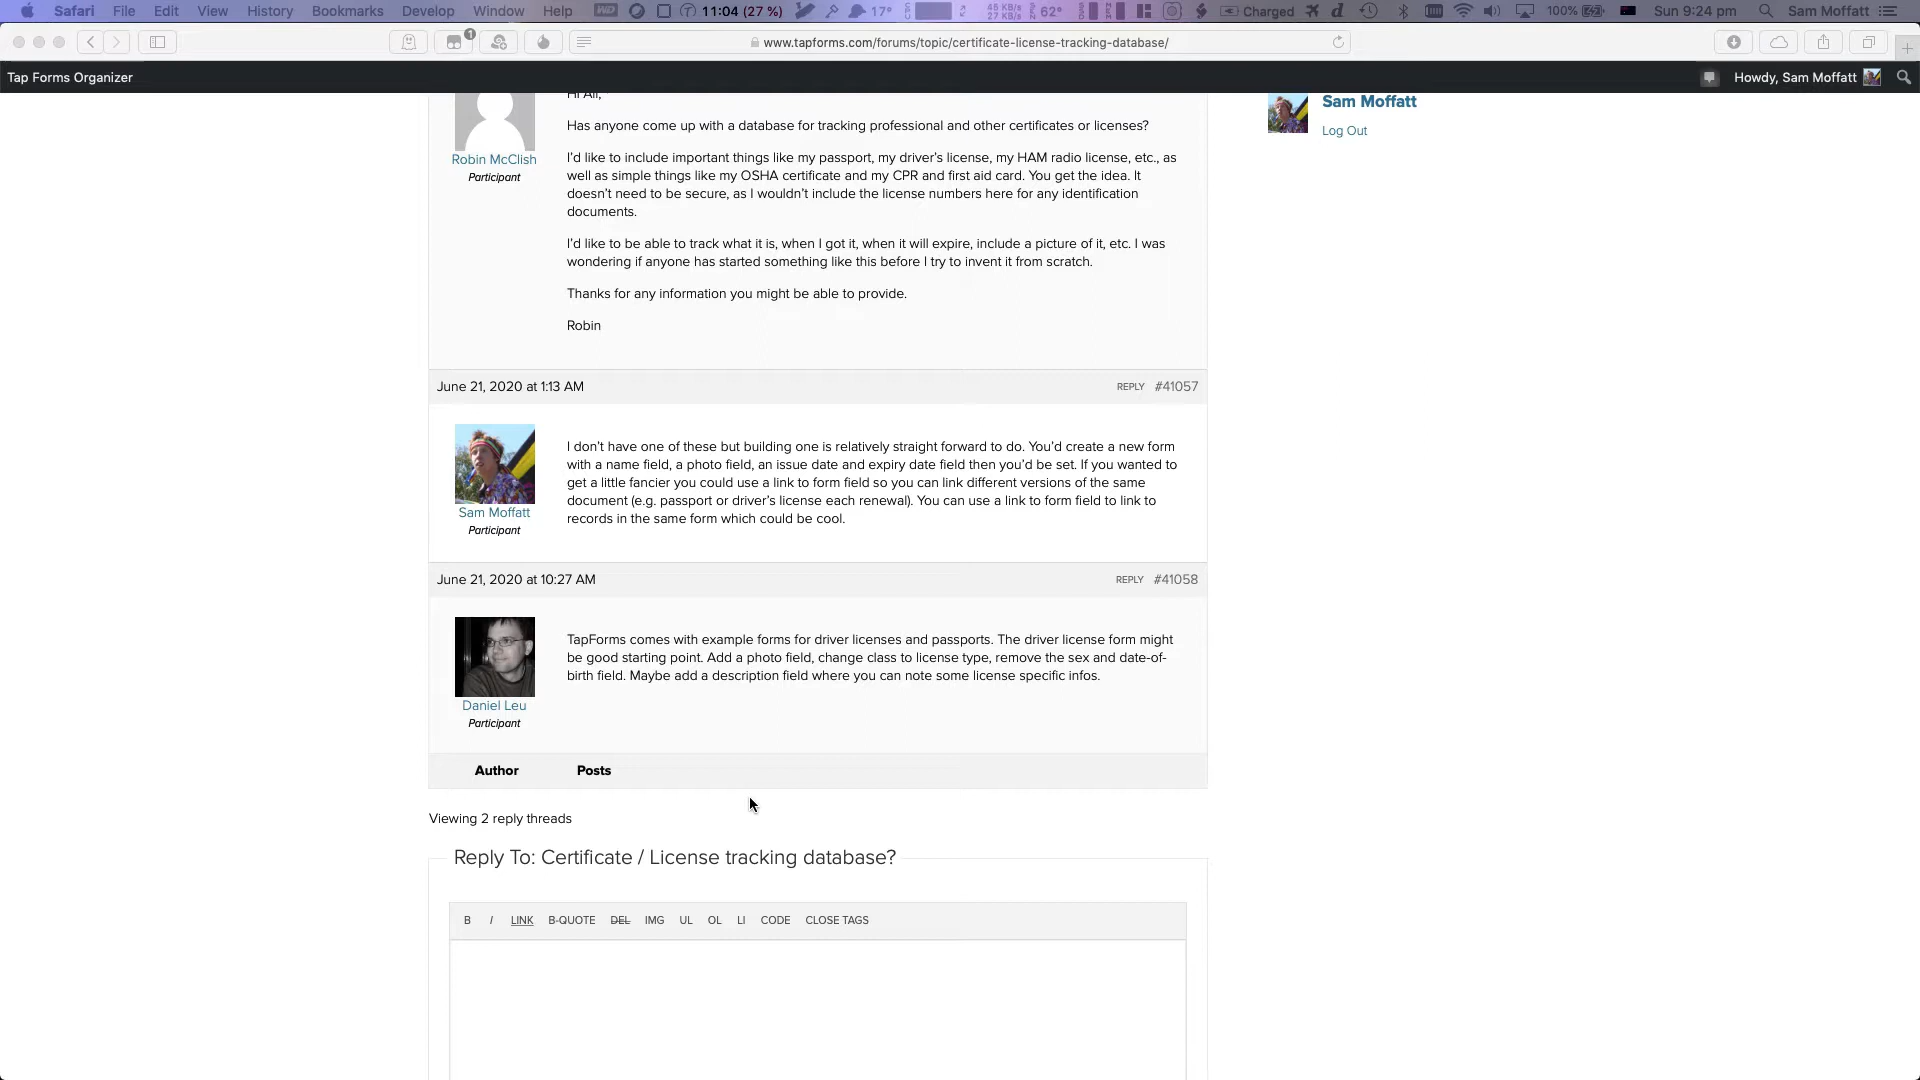 Safari File Edit View History Bookmarks Develop Window Help 11:04 (27 %) 17° 45 KB/s 27 KB/s 62° Charged 100% Sun 9:24 pm Sam Moffatt
1
www.tapforms.com/forums/topic/certificate-license-tracking-database/
Tap Forms Organizer
Howdy, Sam Moffatt
Hi All,
Sam Moffatt
Log Out
Has anyone come up with a database for tracking professional and other certificates or licenses?
Robin McClish
Participant
I'd like to include important things like my passport, my driver's license, my HAM radio license, etc., as
well as simple things like my OSHA certificate and my CPR and first aid card. You get the idea. It
doesn't need to be secure, as I wouldn't include the license numbers here for any identification
documents.
I'd like to be able to track what it is, when I got it, when it will expire, include a picture of it, etc. I was
wondering if anyone has started something like this before I try to invent it from scratch.
Thanks for any information you might be able to provide.
Robin
June 21, 2020 at 1:13 AM
REPLY #41057
Sam Moffatt
Participant
I don't have one of these but building one is relatively straight forward to do. You'd create a new form
with a name field, a photo field, an issue date and expiry date field then you'd be set. If you wanted to
get a little fancier you could use a link to form field so you can link different versions of the same
document (e.g. passport or driver's license each renewal). You can use a link to form field to link to
records in the same form which could be cool.
June 21, 2020 at 10:27 AM
REPLY #41058
Daniel Leu
Participant
TapForms comes with example forms for driver licenses and passports. The driver license form might
be good starting point. Add a photo field, change class to license type, remove the sex and date-of-
birth field. Maybe add a description field where you can note some license specific infos.
Author Posts
Viewing 2 reply threads
Reply To: Certificate / License tracking database?
B I LINK B-QUOTE DEL IMG UL OL LI CODE CLOSE TAGS